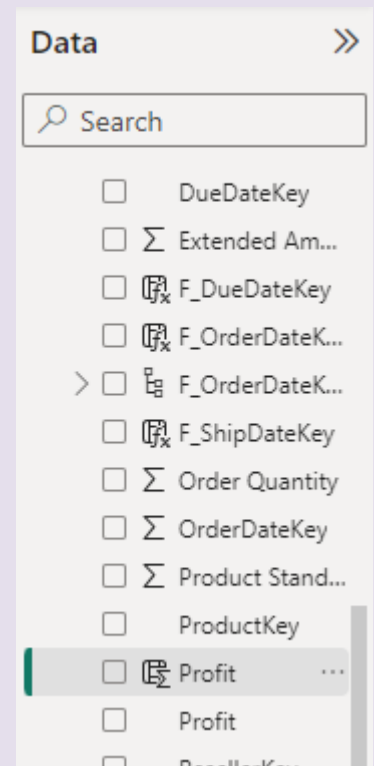 Data
Search
DueDateKey
Extended Am...
F_DueDateKey
F_OrderDateK...
F_OrderDateK...
F_ShipDateKey
Order Quantity
OrderDateKey
Product Stand...
ProductKey
Profit
Profit